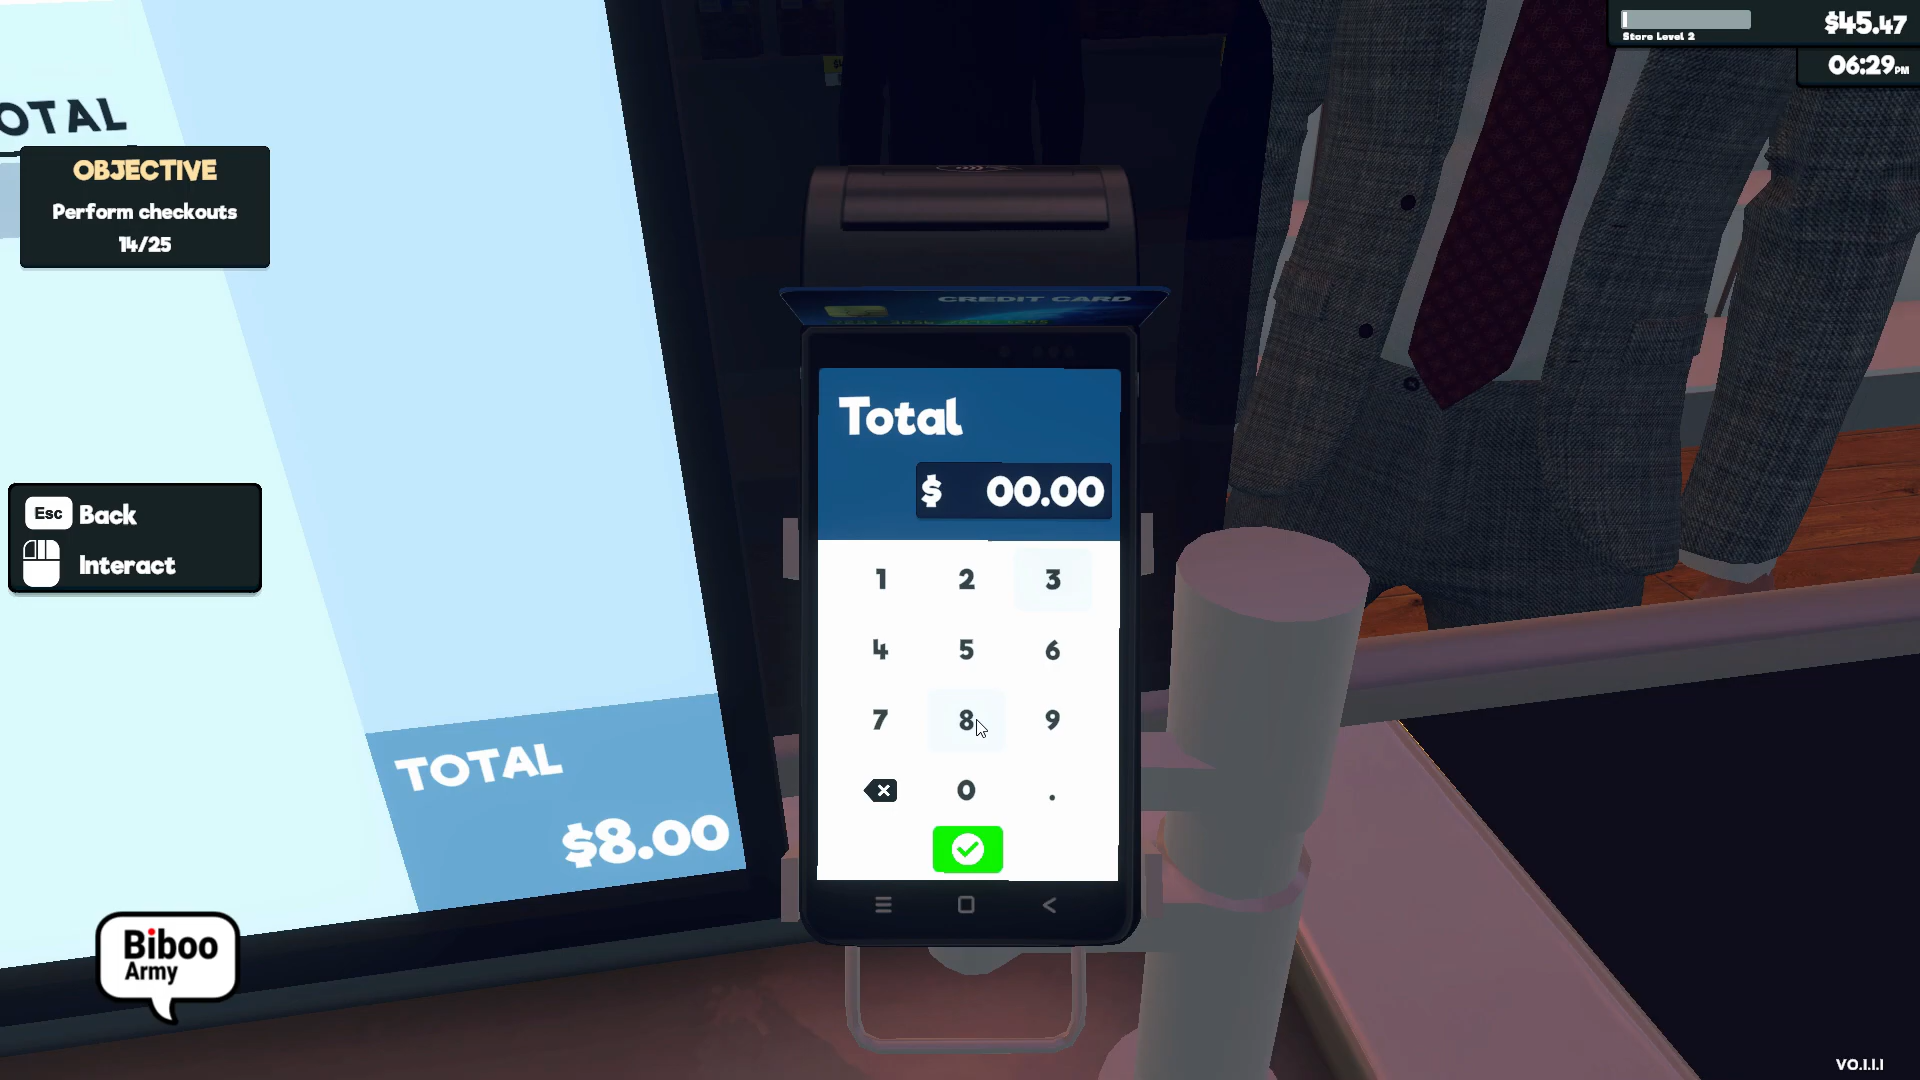 $45.47
Store Level 2
06:29PM
OTAL
OBJECTIVE
Perform checkouts
14/25
CREDIT CARD
Total
$ 00.00
Esc Back
Interact
1 2 3
4 5 6
7 8 9
0 .
TOTAL
$8.00
Biboo
Army
V0.1.1.1